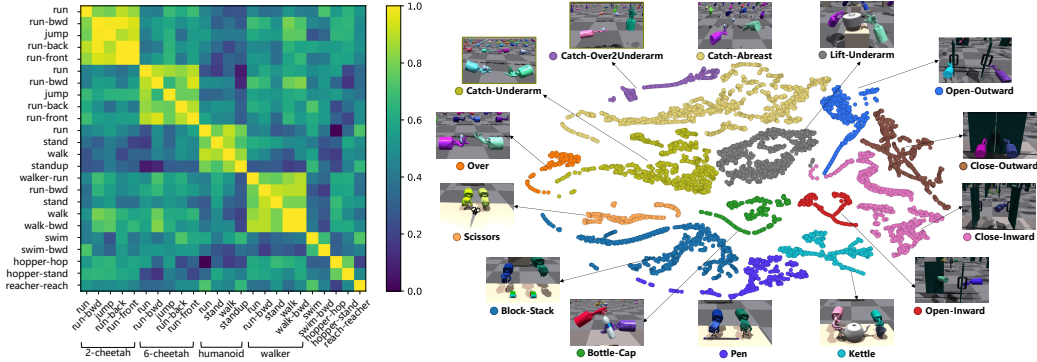 run
run-bwd
jump
run-back
run-front
run
run-bwd
jump
run-back
run-front
run
stand
walk
standup
walker-run
run-bwd
stand
walk
walk-bwd
swim
swim-bwd
hopper-hop
hopper-stand
reacher-reach
run
run-bwd
jump
run-back
run-front
run
run-bwd
jump
run-back
run-front
run
stand
walk
standup
run
run-bwd
stand
walk
walk-bwd
swim
swim-bwd
hopper-hop
hopper-stand
reach-reacher
2-cheetah
6-cheetah
humanoid
walker
1.0
0.8
0.6
0.4
0.2
0.0
Catch-Over2Underarm
Catch-Abreast
Lift-Underarm
Catch-Underarm
Open-Outward
Over
Close-Outward
Scissors
Close-Inward
Block-Stack
Open-Inward
Bottle-Cap
Pen
Kettle